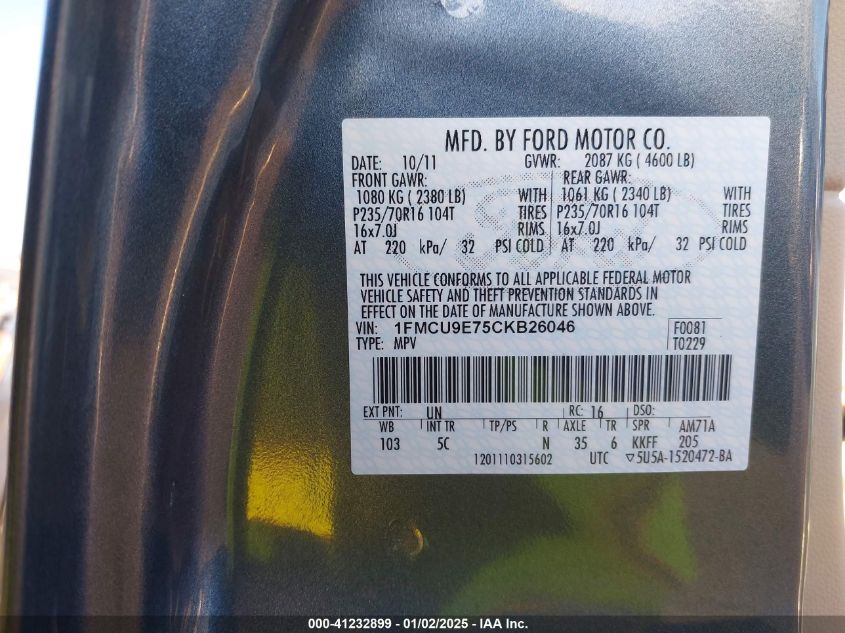 MFD. BY FORD MOTOR CO.
DATE: 10/11 GVWR: 2087 KG ( 4600 LB)
FRONT GAWR: REAR GAWR:
1080 KG ( 2380 LB) WITH 1061 KG ( 2340 LB) WITH
P235/70R16 104T TIRES P235/70R16 104T TIRES
16x7.0J RIMS 16x7.0J RIMS
AT 220 kPa/ 32 PSI COLD AT 220 kPa/ 32 PSI COLD
THIS VEHICLE CONFORMS TO ALL APPLICABLE FEDERAL MOTOR
VEHICLE SAFETY AND THEFT PREVENTION STANDARDS IN
EFFECT ON THE DATE OF MANUFACTURE SHOWN ABOVE.
VIN: 1FMCU9E75CKB26046 F0081
TYPE: MPV T0229
EXT PNT: UN RC: 16 DSO:
WB INT TR TP/PS R AXLE TR SPR AM71A
103 5C N 35 6 KKFF 205
1201110315602 UTC ▽5U5A-1520472-BA
000-41232899 - 01/02/2025 - IAA Inc.